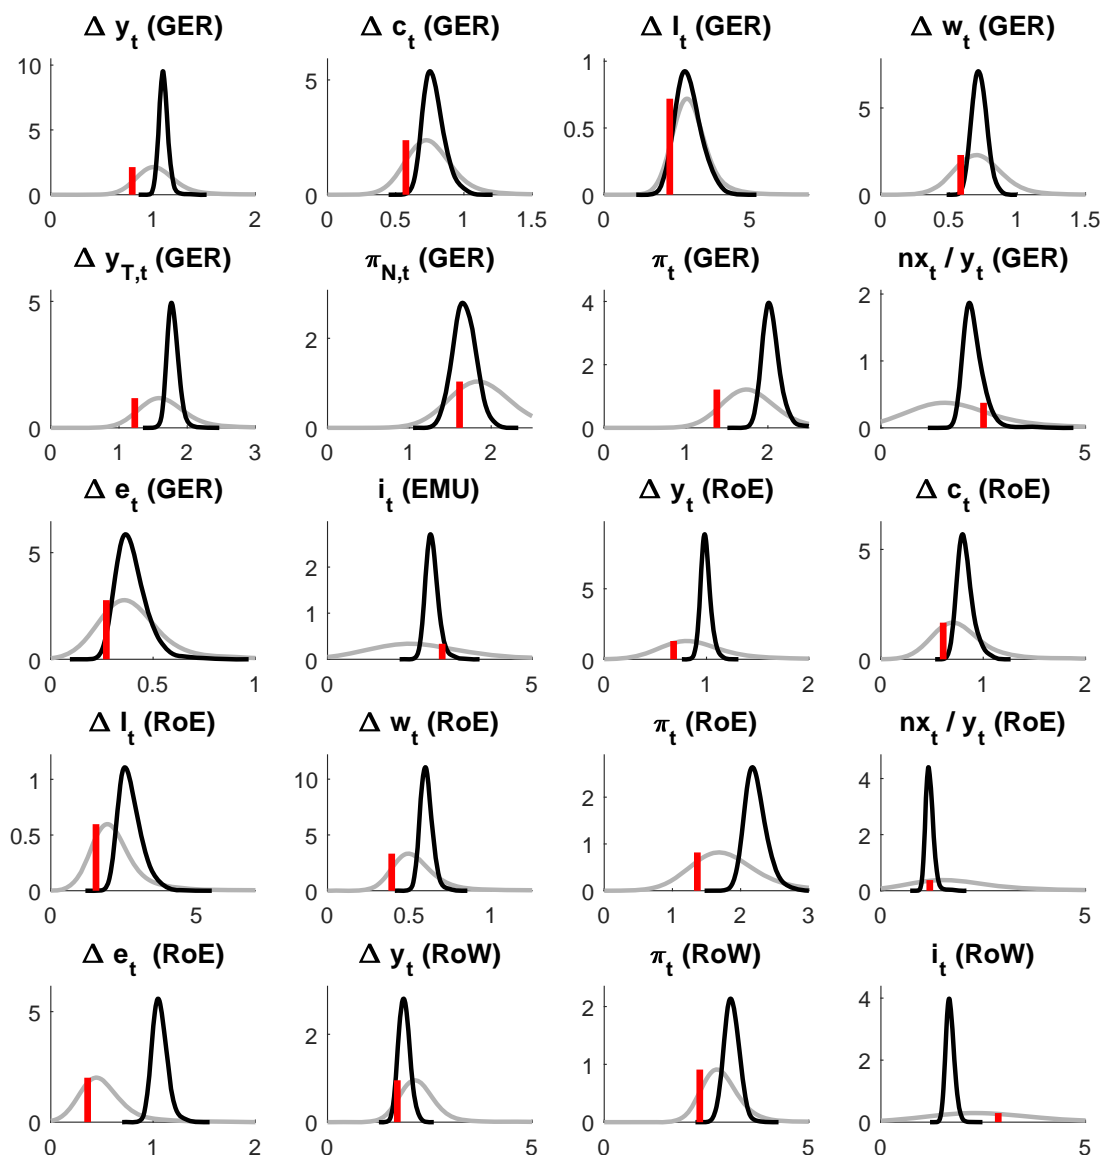 Δ y_t (GER) Δ c_t (GER) Δ I_t (GER) Δ w_t (GER)
10 5 0 0 1 2
5 0 0 0.5 1 1.5
1 0.5 0 0 5
5 0 0 0.5 1 1.5
Δ y_{T,t} (GER) π_{N,t} (GER) π_t (GER) nx_t / y_t (GER)
5 0 0 1 2 3
2 0 0 1 2
4 2 0 0 1 2
2 1 0 0 5
Δ e_t (GER) i_t (EMU) Δ y_t (RoE) Δ c_t (RoE)
5 0 0 0.5 1
2 1 0 0 5
5 0 0 1 2
5 0 0 1 2
Δ I_t (RoE) Δ w_t (RoE) π_t (RoE) nx_t / y_t (RoE)
1 0.5 0 0 5
10 5 0 0 0.5 1
2 1 0 0 1 2 3
4 2 0 0 5
Δ e_t (RoE) Δ y_t (RoW) π_t (RoW) i_t (RoW)
5 0 0 1 2
2 0 0 5
2 1 0 0 5
4 2 0 0 5